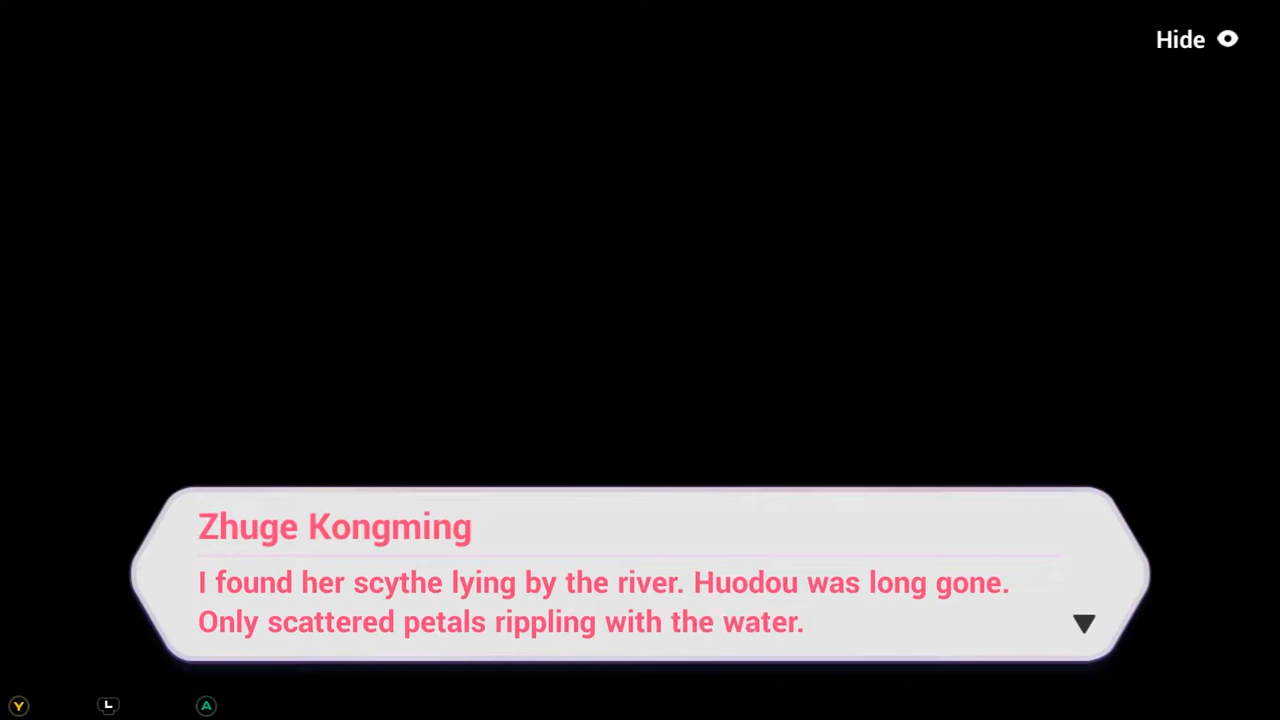 Hide
Zhuge Kongming
I found her scythe lying by the river. Huodou was long gone.
Only scattered petals rippling with the water.
Y
L
A